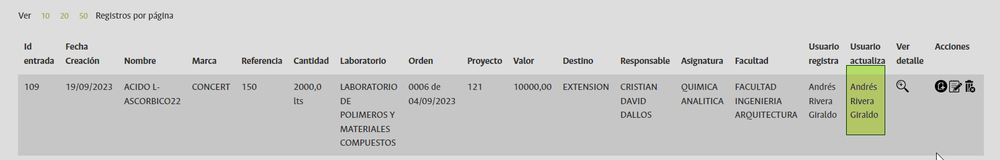 Ver 10 20 50 Registros por página
Id Fecha Usuario Usuario Ver Acciones
entrada Creación Nombre Marca Referencia Cantidad Laboratorio Orden Proyecto Valor Destino Responsable Asignatura Facultad registra actualiza detalle
109 19/09/2023 ACIDO L- CONCERT 150 2000,0 LABORATORIO 0006 de 121 10000,00 EXTENSION CRISTIAN QUIMICA FACULTAD Andrés Andrés
ASCORBICO22 lts DE 04/09/2023 DAVID ANALITICA INGENIERIA Rivera Rivera
POLIMEROS Y DALLOS ARQUITECTURA Giraldo Giraldo
MATERIALES
COMPUESTOS